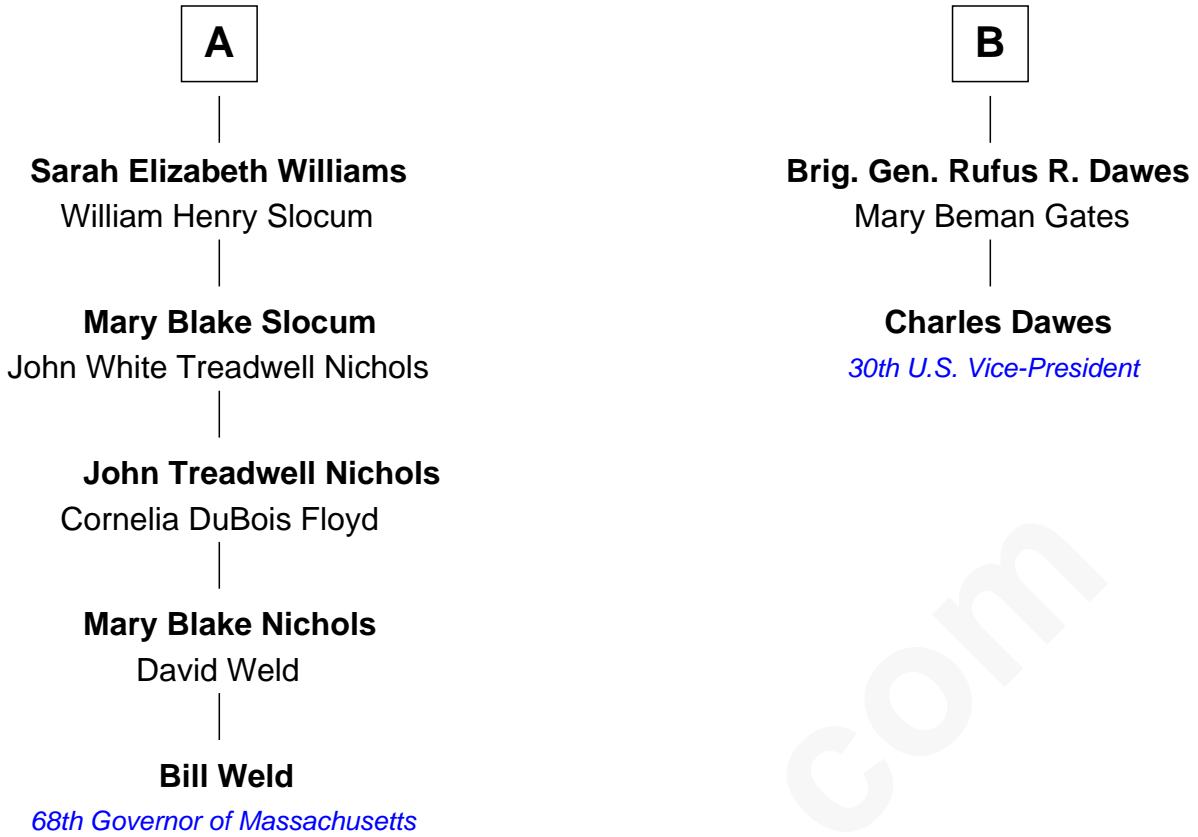 A
Sarah Elizabeth Williams
William Henry Slocum
Mary Blake Slocum
John White Treadwell Nichols
John Treadwell Nichols
Cornelia DuBois Floyd
Mary Blake Nichols
David Weld
Bill Weld
68th Governor of Massachusetts
B
Brig. Gen. Rufus R. Dawes
Mary Beman Gates
Charles Dawes
30th U.S. Vice-President
com